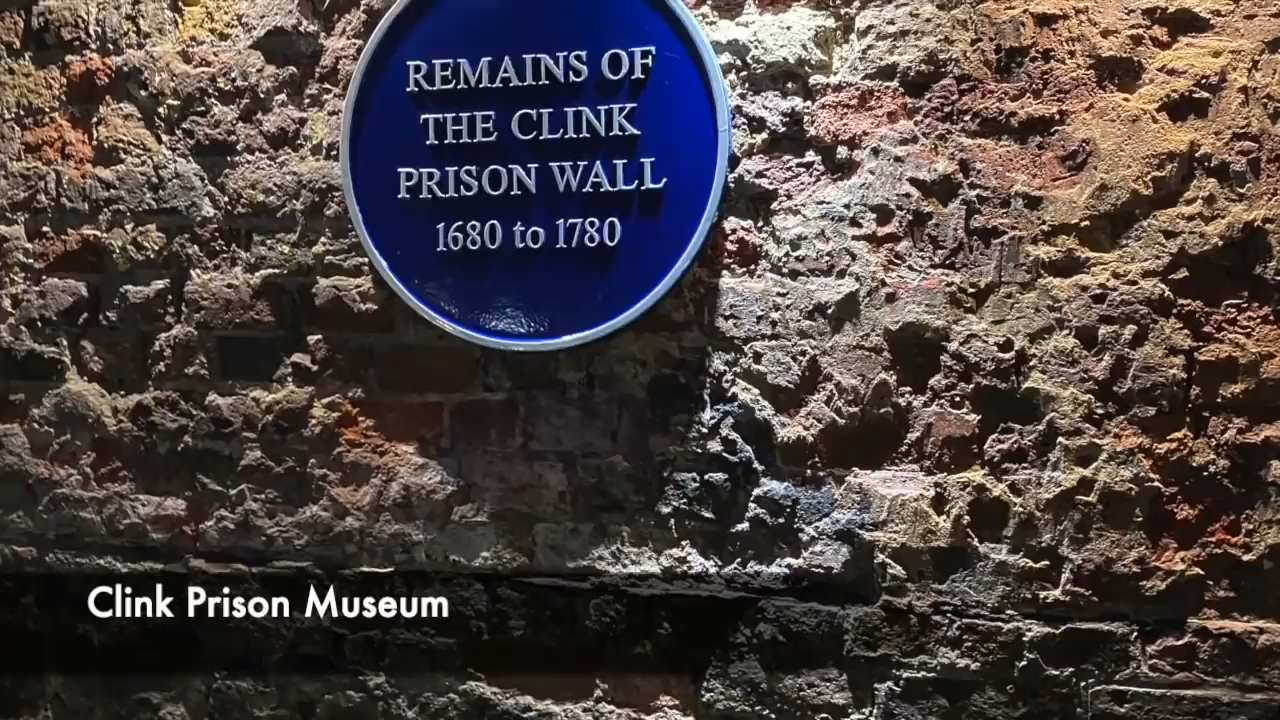 REMAINS OF
THE CLINK
PRISON WALL
1680 to 1780
Clink Prison Museum